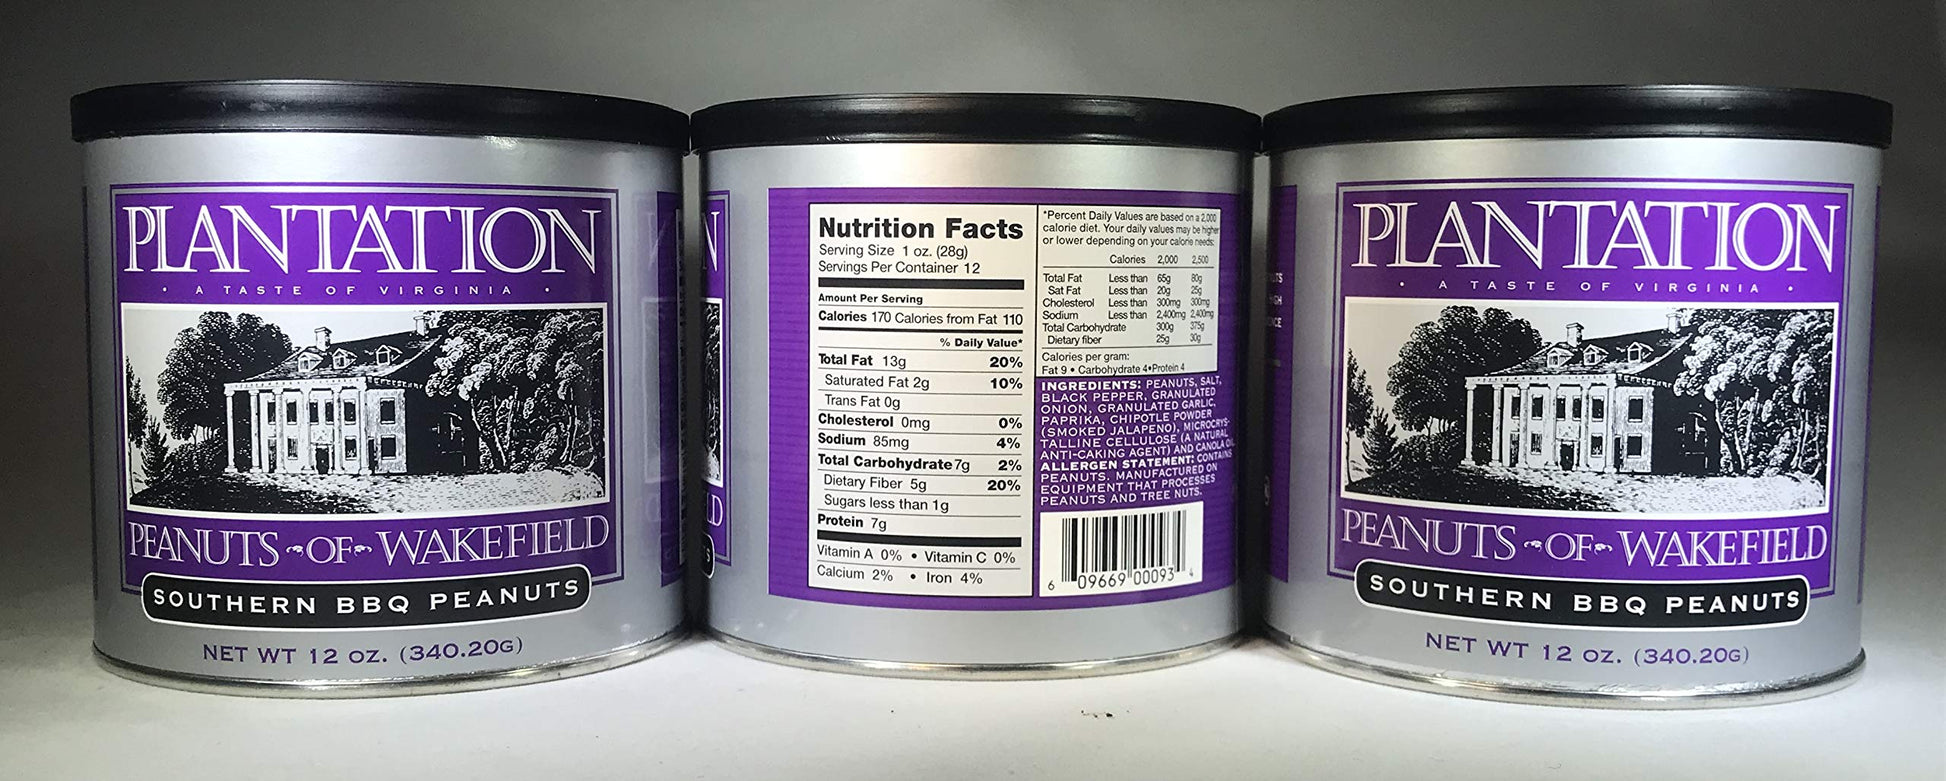 PLANTATION
• A TASTE OF VIRGINIA •
PEANUTS OF WAKEFIELD
SOUTHERN BBQ PEANUTS
NET WT 12 OZ. (340.20G)
Nutrition Facts
Serving Size 1 oz. (28g)
Servings Per Container 12
Amount Per Serving
Calories 170 Calories from Fat 110
% Daily Value*
Total Fat 13g 20%
Saturated Fat 2g 10%
Trans Fat 0g
Cholesterol 0mg 0%
Sodium 85mg 4%
Total Carbohydrate 7g 2%
Dietary Fiber 5g 20%
Sugars less than 1g
Protein 7g
Vitamin A 0% • Vitamin C 0%
Calcium 2% • Iron 4%
*Percent Daily Values are based on a 2,000
calorie diet. Your daily values may be higher
or lower depending on your calorie needs:
Calories 2,000 2,500
Total Fat Less than 65g 80g
Sat Fat Less than 20g 25g
Cholesterol Less than 300mg 300mg
Sodium Less than 2,400mg 2,400mg
Total Carbohydrate 300g 375g
Dietary fiber 25g 30g
Calories per gram:
Fat 9 • Carbohydrate 4 • Protein 4
INGREDIENTS: PEANUTS, SALT,
BLACK PEPPER, GRANULATED
ONION, GRANULATED GARLIC,
PAPRIKA, CHIPOTLE POWDER
(SMOKED JALAPENO), MICROCRYS-
TALLINE CELLULOSE (A NATURAL
ANTI-CAKING AGENT) AND CANOLA OIL
ALLERGEN STATEMENT: CONTAINS
PEANUTS. MANUFACTURED ON
EQUIPMENT THAT PROCESSES
PEANUTS AND TREE NUTS.
6 09669 00093 4
PLANTATION
• A TASTE OF VIRGINIA •
PEANUTS OF WAKEFIELD
SOUTHERN BBQ PEANUTS
NET WT 12 OZ. (340.20G)